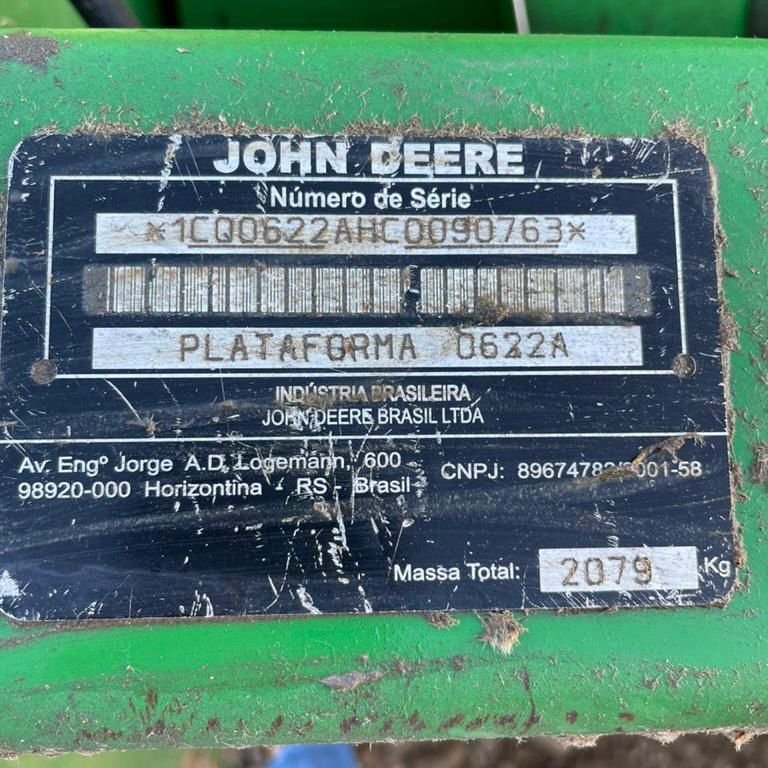 JOHN DEERE
Número de Série
*1CQ0622AHC0090763*
PLATAFORMA 0622A
INDÚSTRIA BRASILEIRA
JOHN DEERE BRASIL LTDA
Av. Engº Jorge A.D. Logemann, 600
98920-000 Horizontina - RS - Brasil
CNPJ:
Massa Total: 2079 Kg